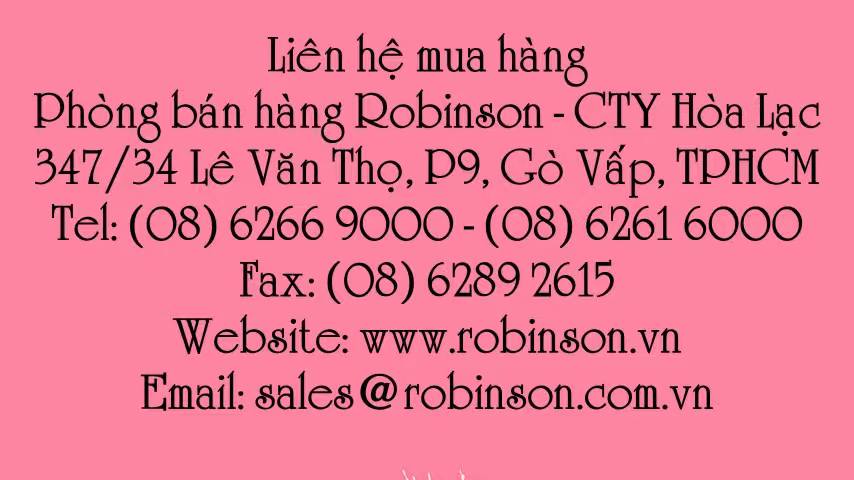 Liên hệ mua hàng
Phòng bán hàng Robinson - CTY Hòa Lạc
347/34 Lê Văn Thọ, P9, Gò Vấp, TPHCM
Tel: (08) 6266 9000 - (08) 6261 6000
Fax: (08) 6289 2615
Website: www.robinson.vn
Email: sales@robinson.com.vn